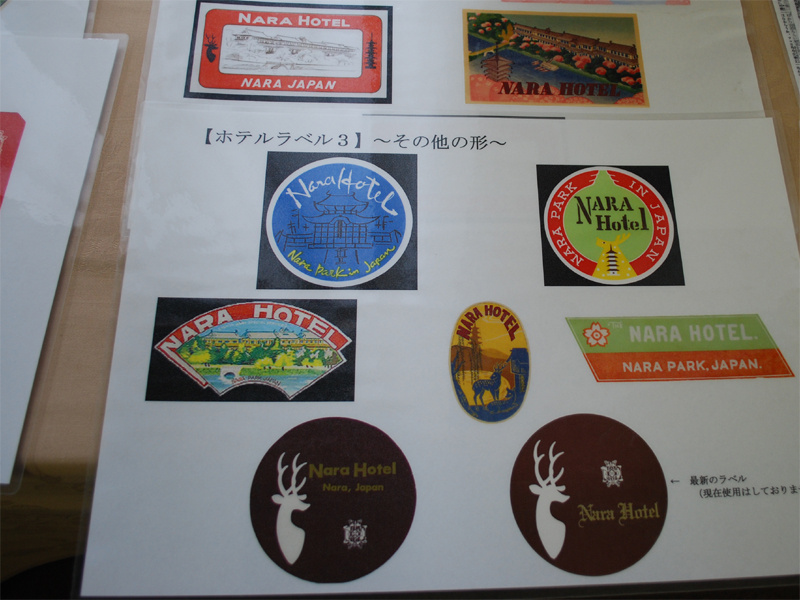 NARA HOTEL
NARA JAPAN
NARA HOTEL
【ホテルラベル３】～その他の形～
Nara Hotel
Nara Park in Japan
NARA PARK IN JAPAN
NARA
Hotel
NARA HOTEL
NARA HOTEL
NARA HOTEL.
NARA PARK, JAPAN.
Nara Hotel
Nara, Japan
Nara Hotel
← 最新のラベル
（現在使用はしておりま